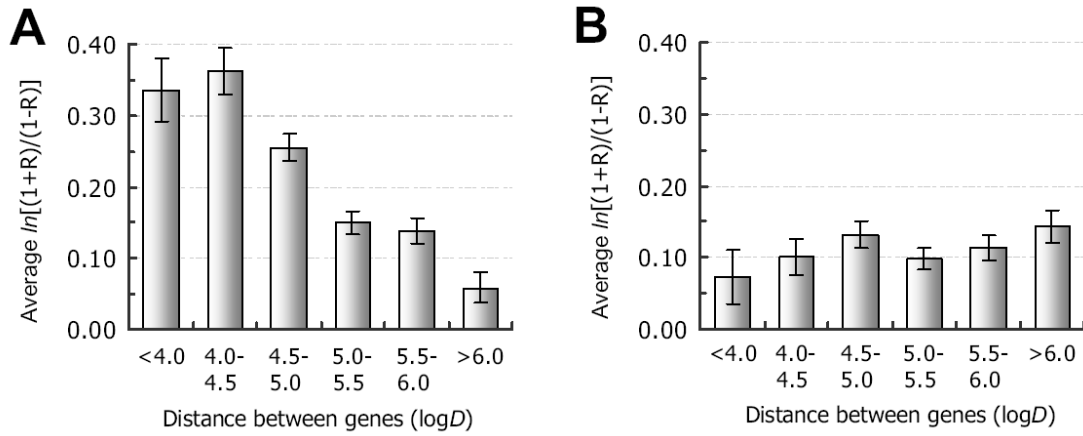 A
Average ln[(1+R)/(1-R)]
0.40
0.30
0.20
0.10
0.00
<4.0 4.0-4.5 4.5-5.0 5.0-5.5 5.5-6.0 >6.0
Distance between genes (logD)
B
Average ln[(1+R)/(1-R)]
0.40
0.30
0.20
0.10
0.00
<4.0 4.0-4.5 4.5-5.0 5.0-5.5 5.5-6.0 >6.0
Distance between genes (logD)